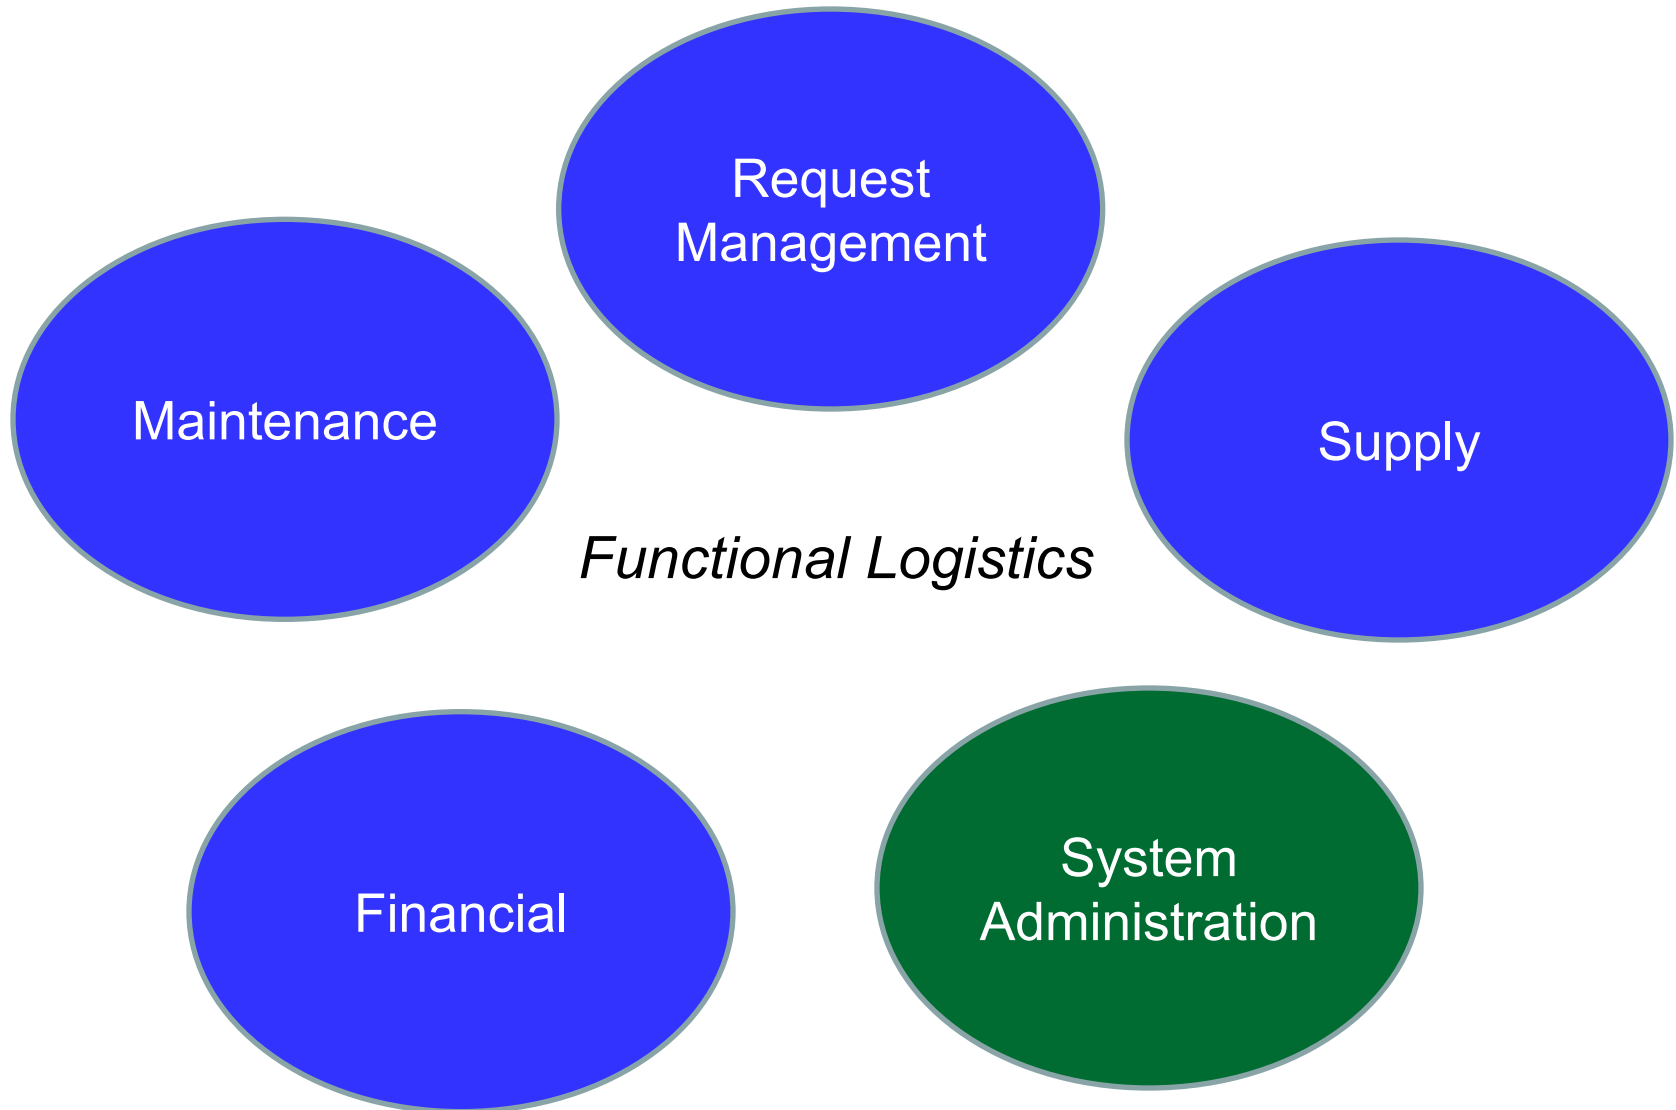 Request
Management
Maintenance
Supply
Functional Logistics
System
Administration
Financial